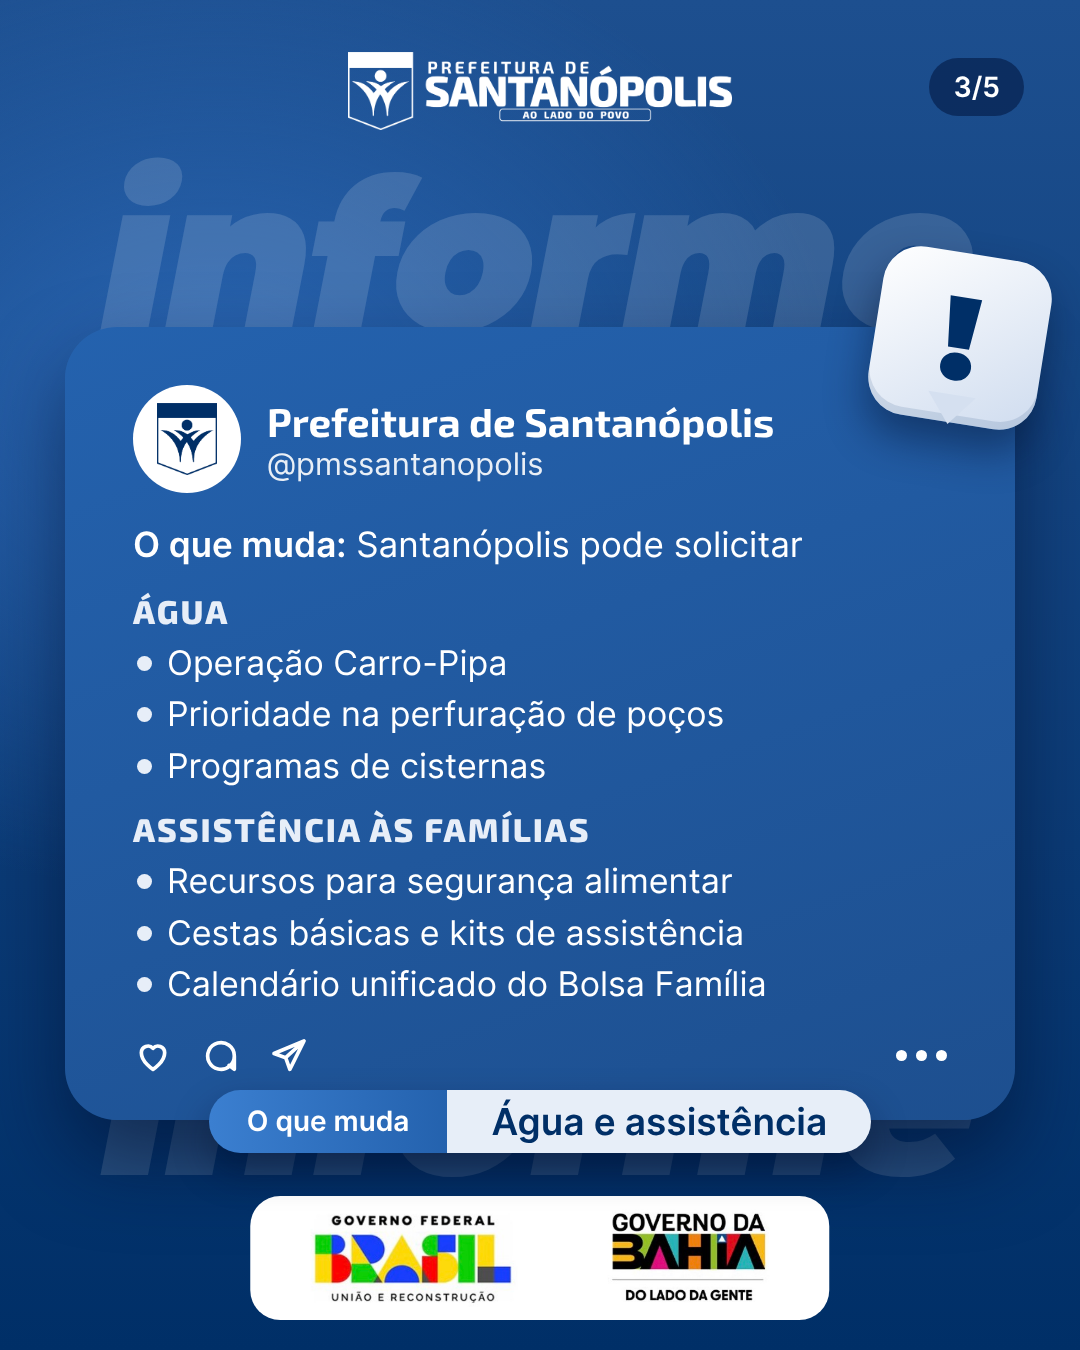 PREFEITURA DE
SANTANÓPOLIS
AO LADO DO POVO
3/5
informe
!
Prefeitura de Santanópolis
@pmssantanopolis
O que muda: Santanópolis pode solicitar
ÁGUA
• Operação Carro-Pipa
• Prioridade na perfuração de poços
• Programas de cisternas
ASSISTÊNCIA ÀS FAMÍLIAS
• Recursos para segurança alimentar
• Cestas básicas e kits de assistência
• Calendário unificado do Bolsa Família
O que muda
Água e assistência
informe
GOVERNO FEDERAL
BRASIL
UNIÃO E RECONSTRUÇÃO
GOVERNO DA
BAHIA
DO LADO DA GENTE